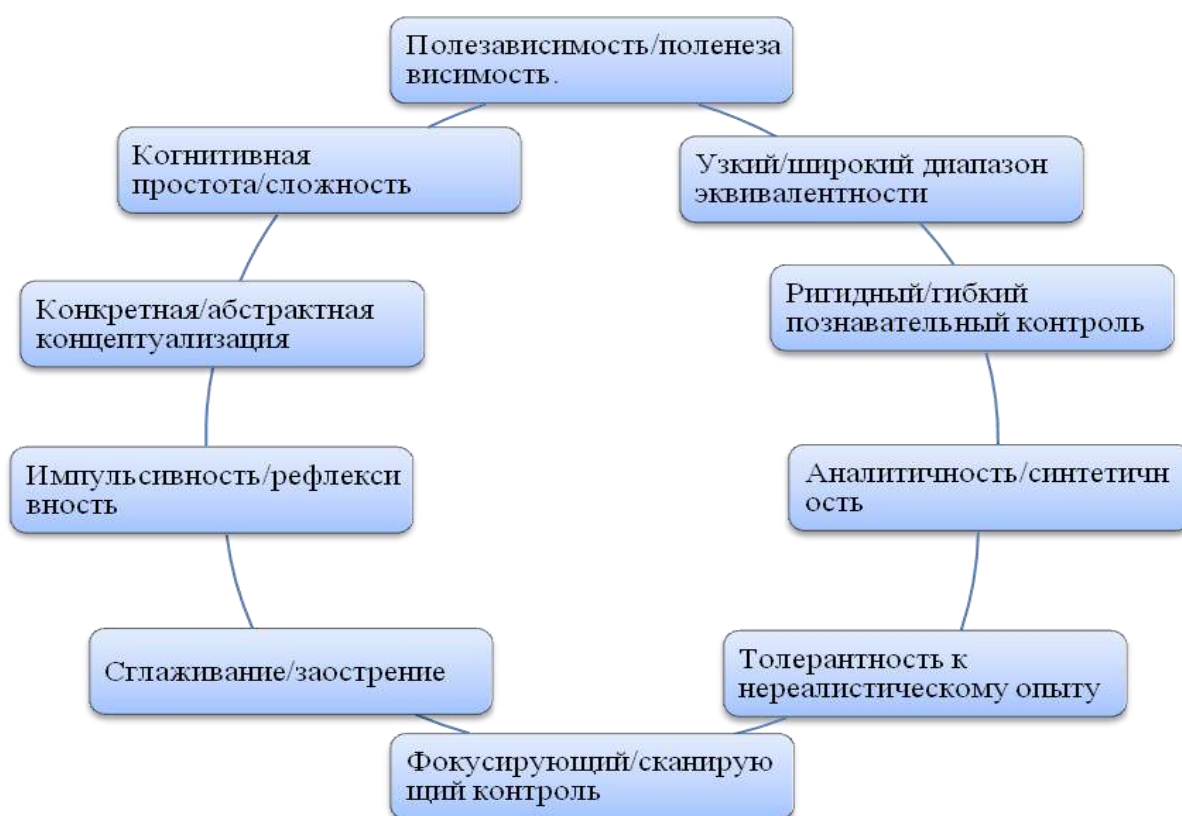 Полезависимость/поленеза
висимость.
Узкий/широкий диапазон
эквивалентности
Ригидный/гибкий
познавательный контроль
Аналитичность/синтетичн
ость
Толерантность к
нереалистическому опыту
Фокусирующий/сканирую
щий контроль
Сглаживание/заострение
Импульсивность/рефлекси
вность
Конкретная/абстрактная
концептуализация
Когнитивная
простота/сложность